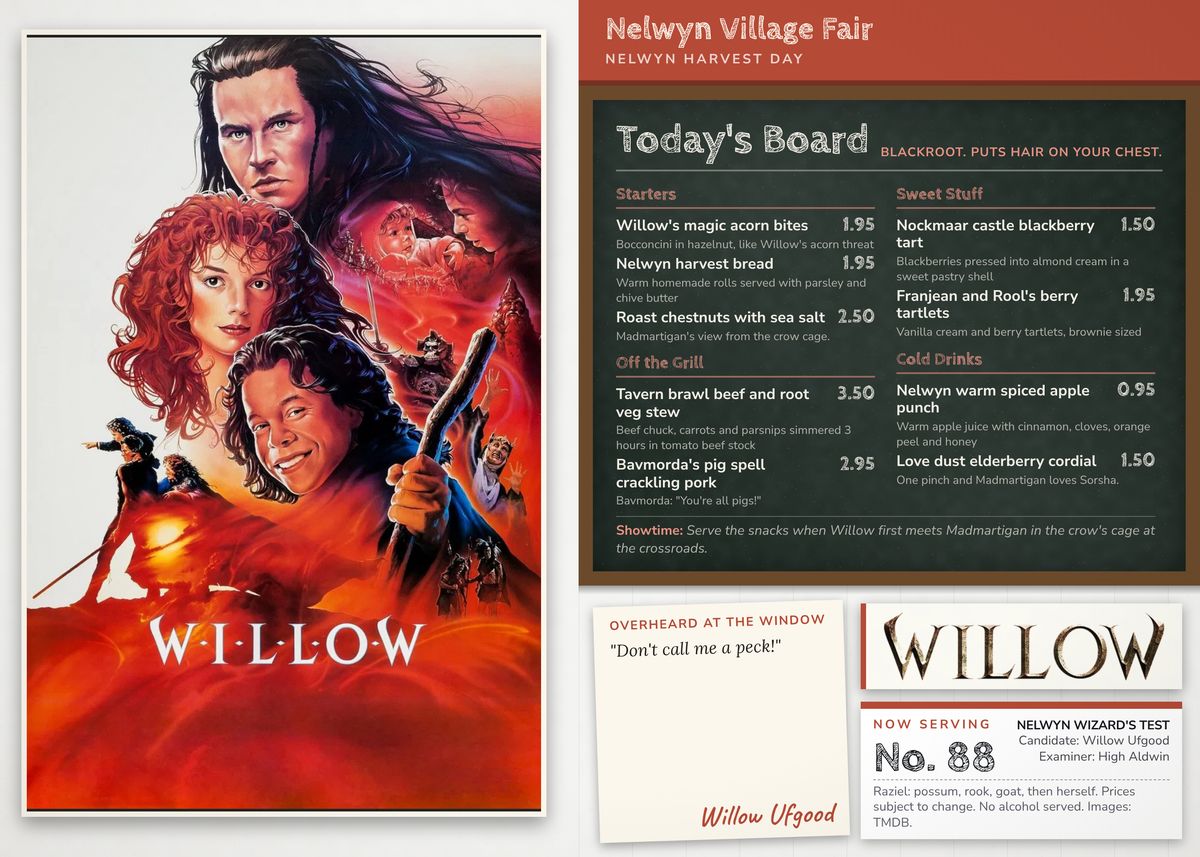 W·I·L·L·O·W
Nelwyn Village Fair
NELWYN HARVEST DAY
Today's Board
BLACKROOT. PUTS HAIR ON YOUR CHEST.
Starters
Willow's magic acorn bites 1.95
Bocconcini in hazelnut, like Willow's acorn threat
Nelwyn harvest bread 1.95
Warm homemade rolls served with parsley and
chive butter
Roast chestnuts with sea salt 2.50
Madmartigan's view from the crow cage.
Off the Grill
Tavern brawl beef and root 3.50
veg stew
Beef chuck, carrots and parsnips simmered 3
hours in tomato beef stock
Bavmorda's pig spell 2.95
crackling pork
Bavmorda: "You're all pigs!"
Sweet Stuff
Nockmaar castle blackberry 1.50
tart
Blackberries pressed into almond cream in a
sweet pastry shell
Franjean and Rool's berry 1.95
tartlets
Vanilla cream and berry tartlets, brownie sized
Cold Drinks
Nelwyn warm spiced apple 0.95
punch
Warm apple juice with cinnamon, cloves, orange
peel and honey
Love dust elderberry cordial 1.50
One pinch and Madmartigan loves Sorsha.
Showtime: Serve the snacks when Willow first meets Madmartigan in the crow's cage at
the crossroads.
OVERHEARD AT THE WINDOW
"Don't call me a peck!"
Willow Ufgood
WILLOW
NOW SERVING
No. 88
NELWYN WIZARD'S TEST
Candidate: Willow Ufgood
Examiner: High Aldwin
Raziel: possum, rook, goat, then herself. Prices
subject to change. No alcohol served. Images:
TMDB.